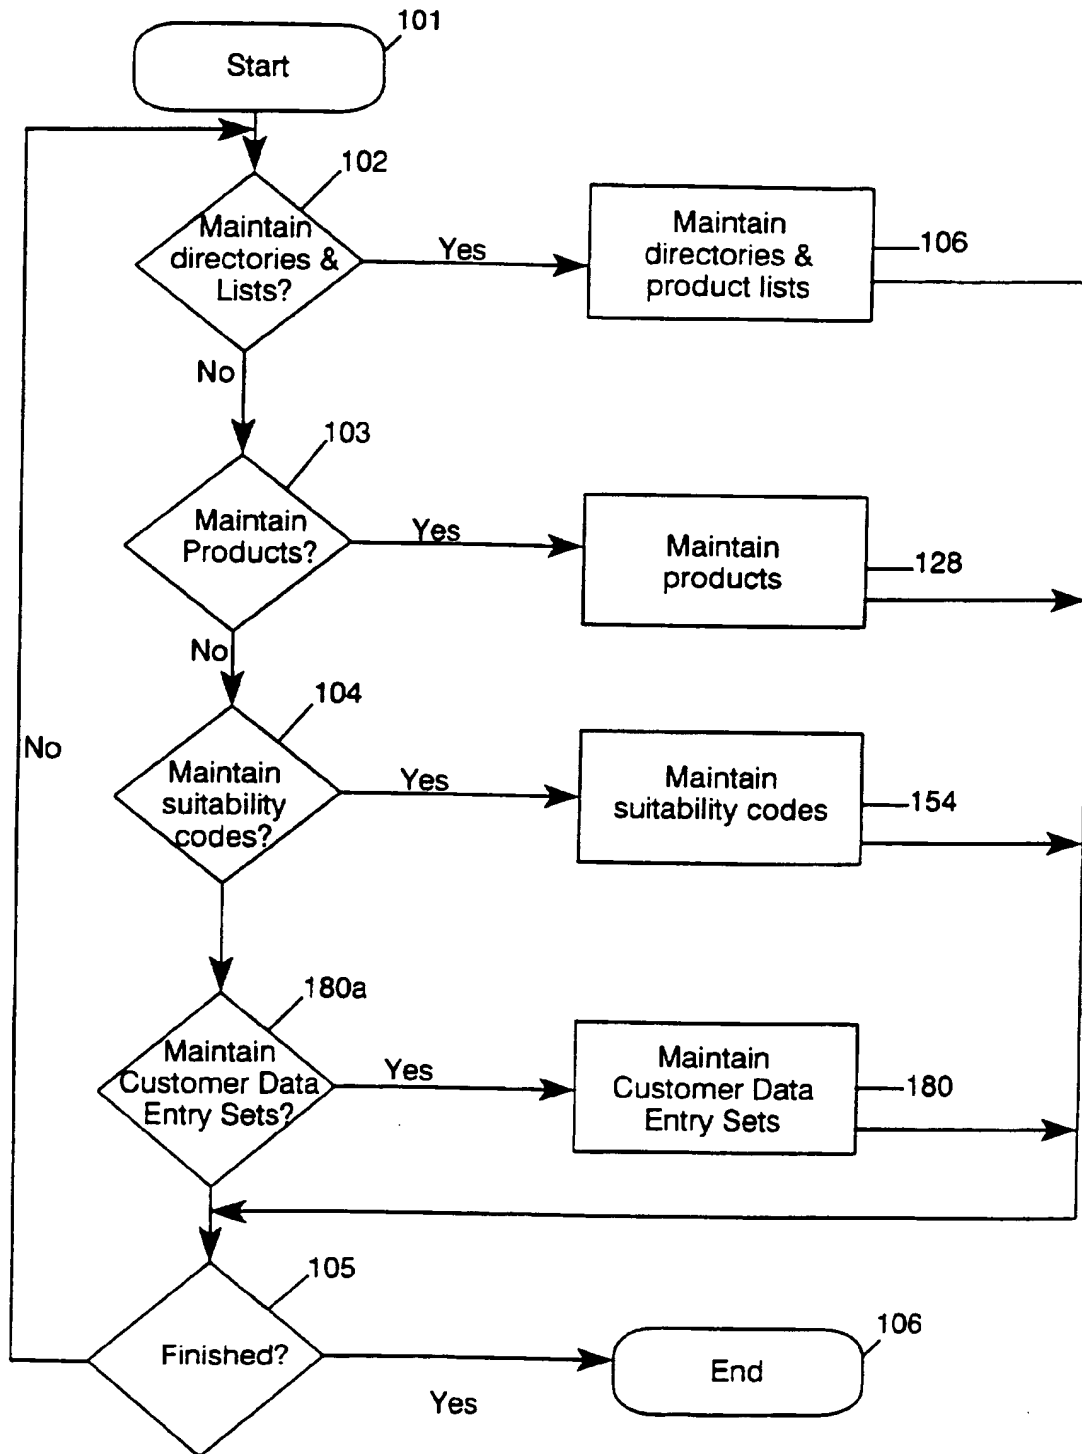 101
Start
102
Maintain
directories &
Lists?
Yes
Maintain
directories &
product lists
106
No
103
Maintain
Products?
Yes
Maintain
products
128
No
104
Maintain
suitability
codes?
Yes
Maintain
suitability codes
154
No
180a
Maintain
Customer Data
Entry Sets?
Yes
Maintain
Customer Data
Entry Sets
180
105
Finished?
Yes
106
End